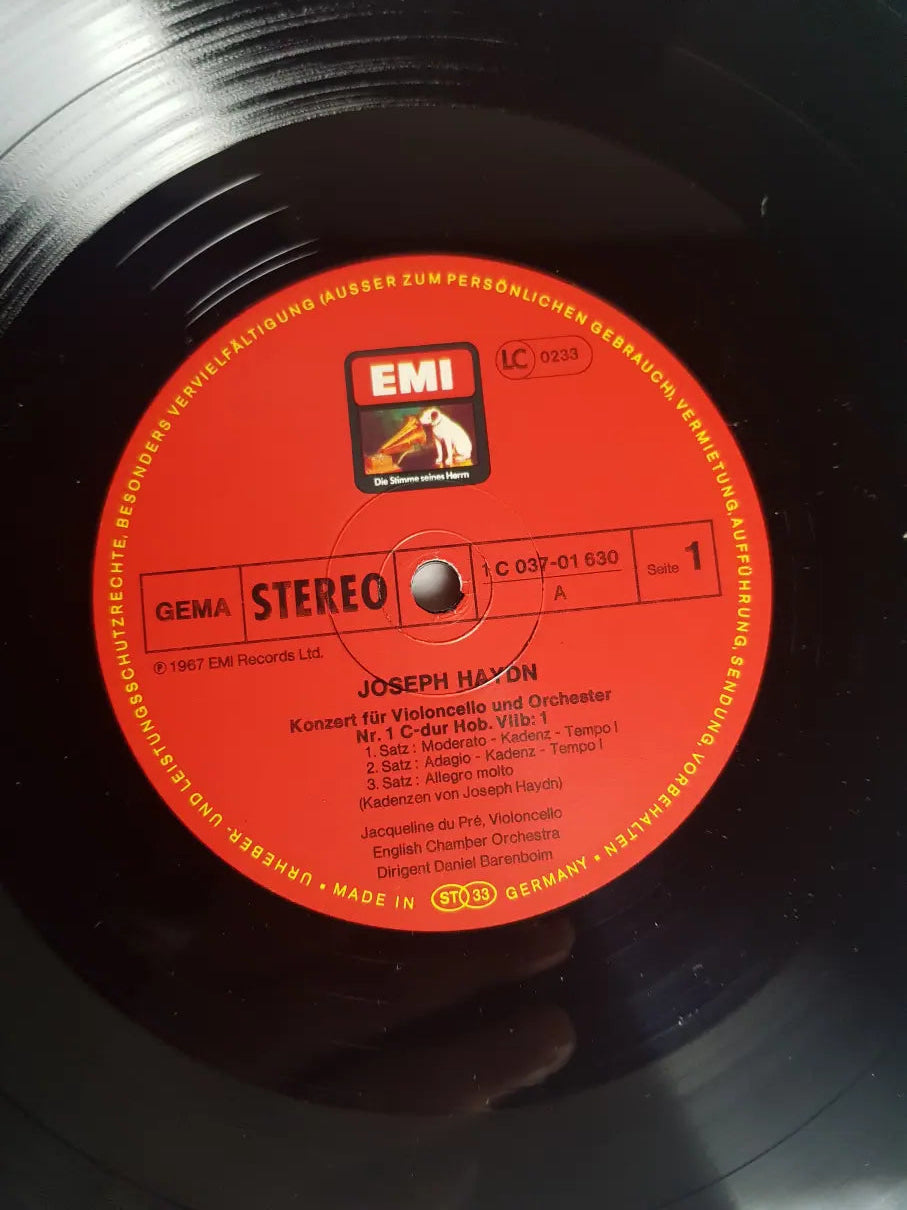 URHEBER- UND LEISTUNGSSCHUTZRECHTE, BESONDERS VERVIELFÄLTIGUNG (AUSSER ZUM PERSÖNLICHEN GEBRAUCH), VERMIETUNG, AUFFÜHRUNG, SENDUNG, VORBEHALTEN •
EMI
Die Stimme seines Herrn
LC 0233
GEMA
STEREO
1 C 037-01 630
A
Seite 1
℗ 1967 EMI Records Ltd.
JOSEPH HAYDN
Konzert für Violoncello und Orchester
Nr. 1 C-dur Hob. VIIb: 1
1. Satz: Moderato - Kadenz - Tempo I
2. Satz: Adagio - Kadenz - Tempo I
3. Satz: Allegro molto
(Kadenzen von Joseph Haydn)
Jacqueline du Pré, Violoncello
English Chamber Orchestra
Dirigent Daniel Barenboim
• MADE IN ST 33 GERMANY •